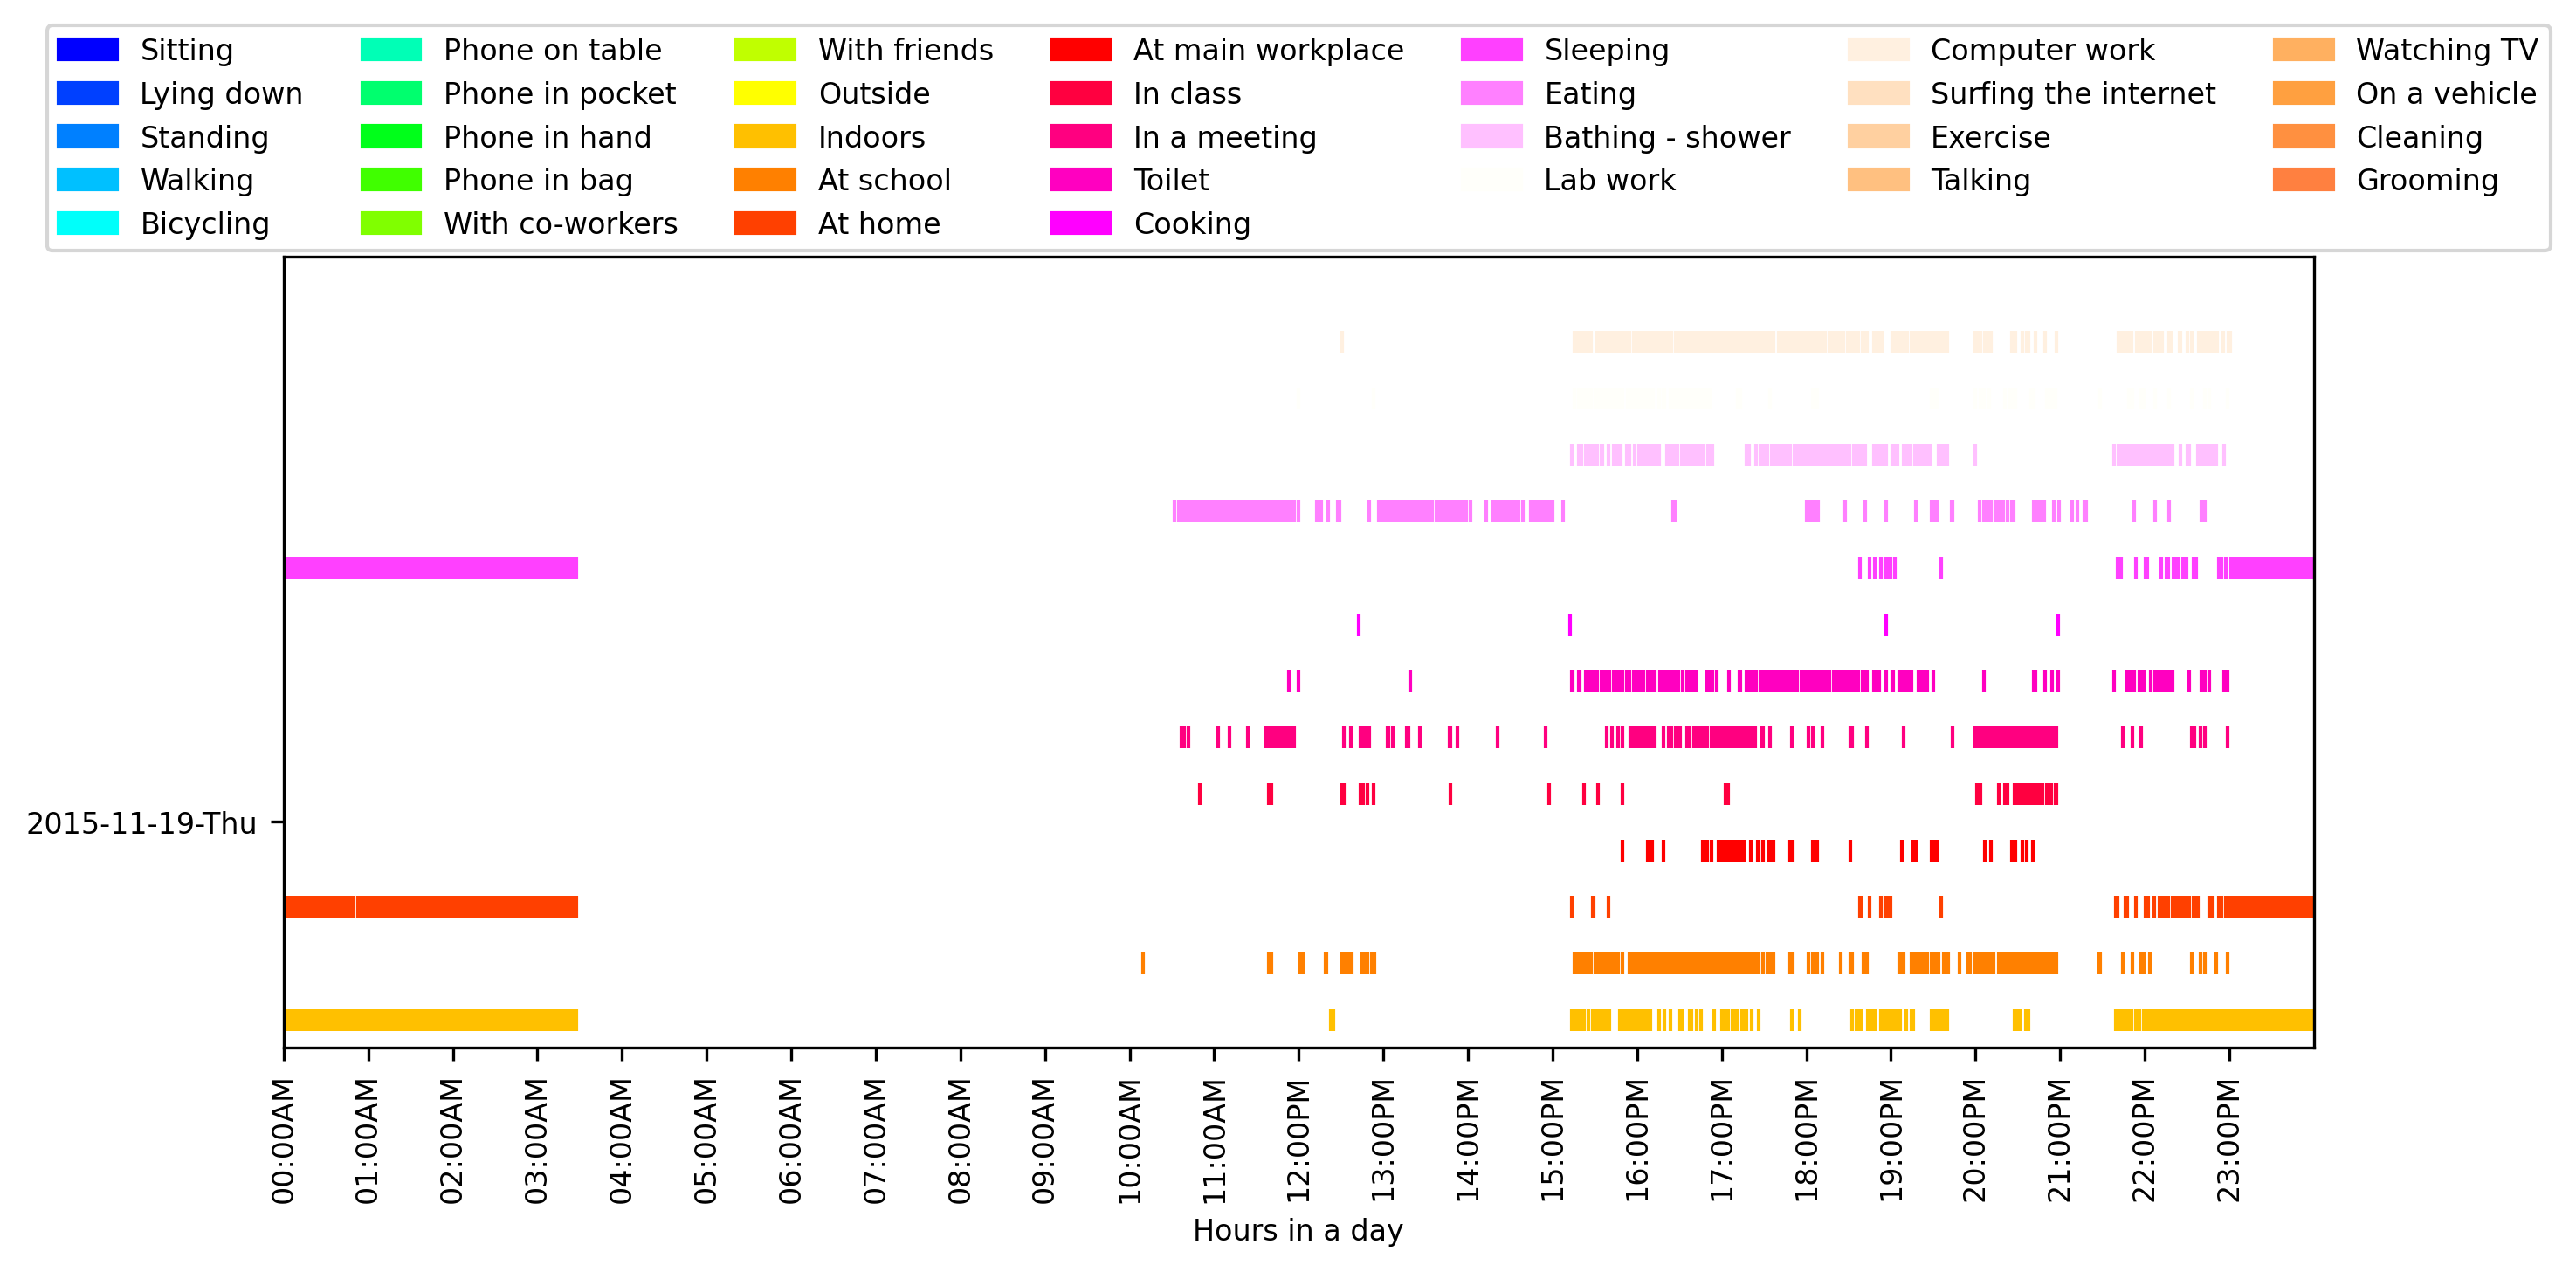 Sitting Phone on table With friends At main workplace Sleeping Computer work Watching TV
Lying down Phone in pocket Outside In class Eating Surfing the internet On a vehicle
Standing Phone in hand Indoors In a meeting Bathing - shower Exercise Cleaning
Walking Phone in bag At school Toilet Lab work Talking Grooming
Bicycling With co-workers At home Cooking
2015-11-19-Thu
00:00AM
01:00AM
02:00AM
03:00AM
04:00AM
05:00AM
06:00AM
07:00AM
08:00AM
09:00AM
10:00AM
11:00AM
12:00PM
13:00PM
14:00PM
15:00PM
16:00PM
17:00PM
18:00PM
19:00PM
20:00PM
21:00PM
22:00PM
23:00PM
Hours in a day